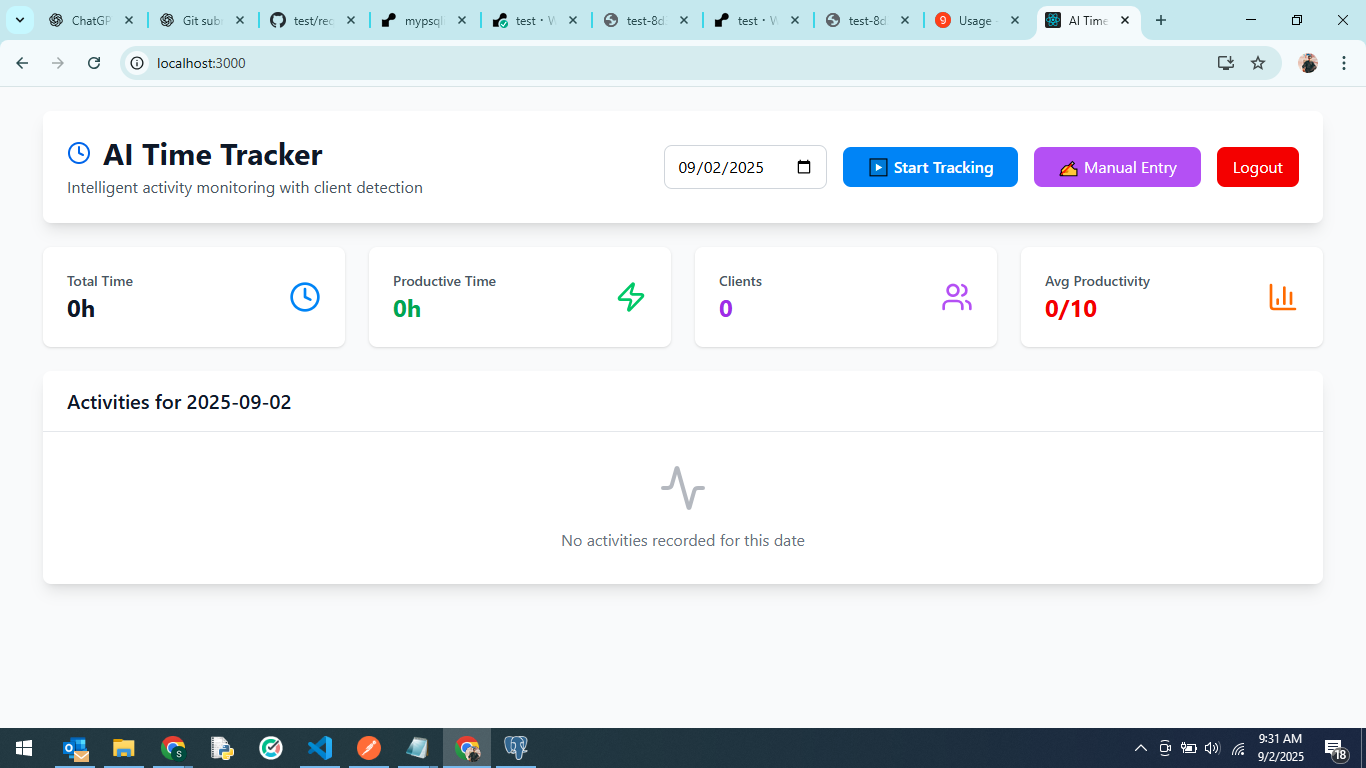 ChatGP
Git subs
test/rec
mypsql
test · W
test-8d
test · W
test-8d
9 Usage
AI Time
localhost:3000
AI Time Tracker
Intelligent activity monitoring with client detection
09/02/2025
Start Tracking
Manual Entry
Logout
Total Time
0h
Productive Time
0h
Clients
0
Avg Productivity
0/10
Activities for 2025-09-02
No activities recorded for this date
9:31 AM
9/2/2025
18